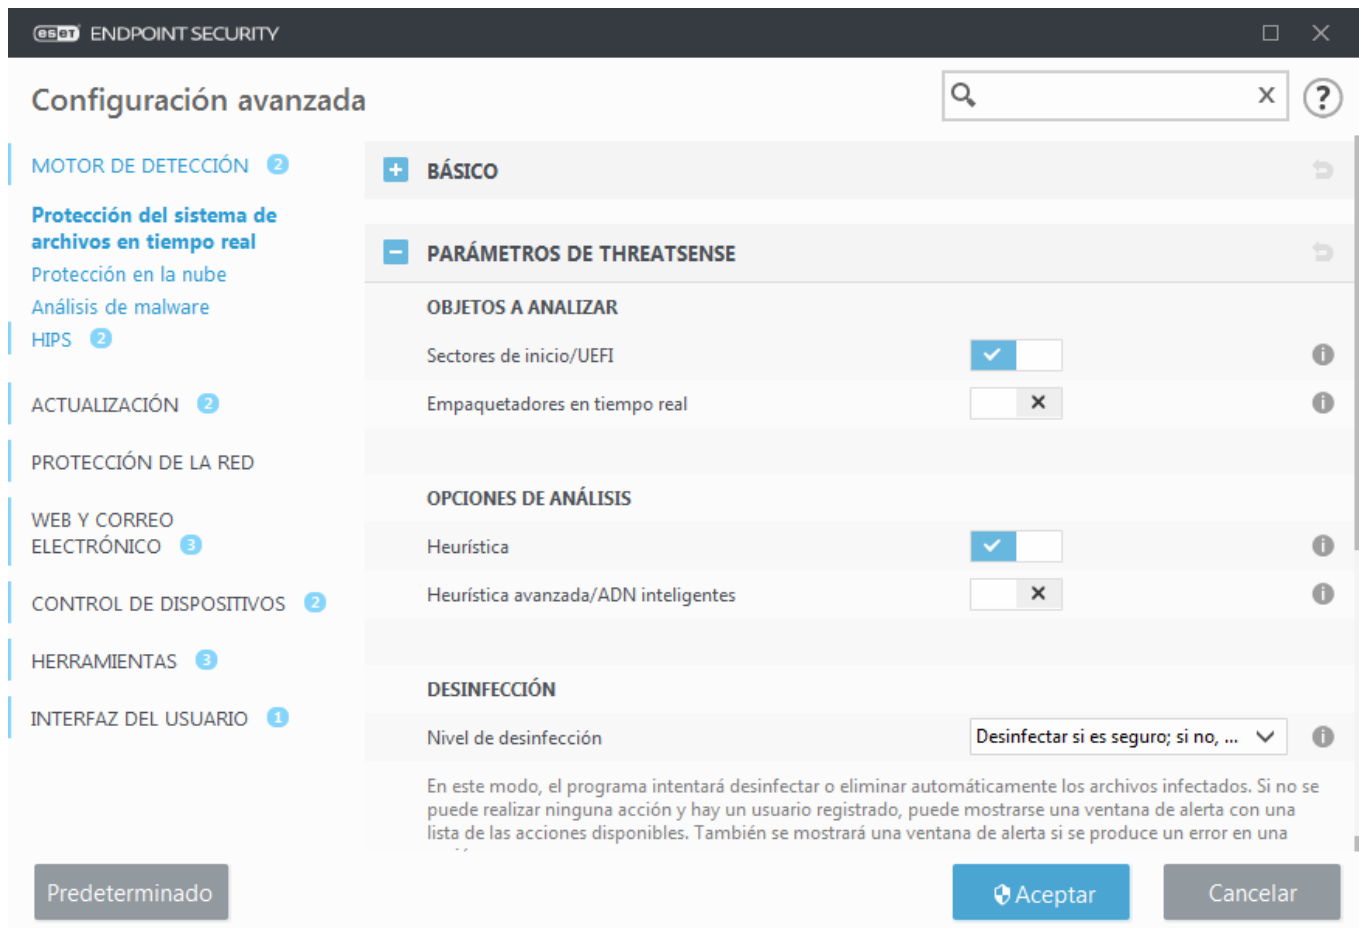 eset ENDPOINT SECURITY
Configuración avanzada
MOTOR DE DETECCIÓN 2
Protección del sistema de
archivos en tiempo real
Protección en la nube
Análisis de malware
HIPS 2
ACTUALIZACIÓN 2
PROTECCIÓN DE LA RED
WEB Y CORREO
ELECTRÓNICO 3
CONTROL DE DISPOSITIVOS 2
HERRAMIENTAS 3
INTERFAZ DEL USUARIO 1
BÁSICO
PARÁMETROS DE THREATSENSE
OBJETOS A ANALIZAR
Sectores de inicio/UEFI
Empaquetadores en tiempo real
OPCIONES DE ANÁLISIS
Heurística
Heurística avanzada/ADN inteligentes
DESINFECCIÓN
Nivel de desinfección
Desinfectar si es seguro; si no, ...
En este modo, el programa intentará desinfectar o eliminar automáticamente los archivos infectados. Si no se
puede realizar ninguna acción y hay un usuario registrado, puede mostrarse una ventana de alerta con una
lista de las acciones disponibles. También se mostrará una ventana de alerta si se produce un error en una
Predeterminado
Aceptar
Cancelar